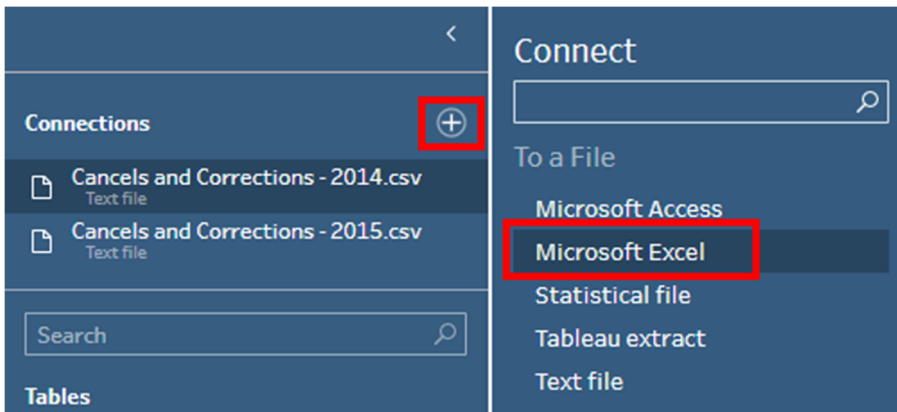 Connections
Cancels and Corrections - 2014.csv
Text file
Cancels and Corrections - 2015.csv
Text file
Search
Tables
Connect
To a File
Microsoft Access
Microsoft Excel
Statistical file
Tableau extract
Text file